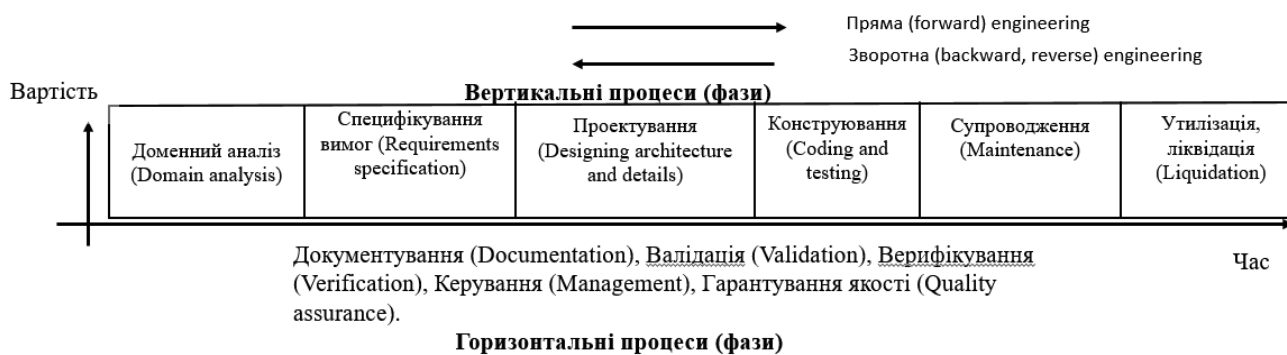 Пряма (forward) engineering
Зворотна (backward, reverse) engineering
Вартість
Вертикальні процеси (фази)
Доменний аналіз
(Domain analysis)
Специфікування
вимог (Requirements
specification)
Проектування
(Designing architecture
and details)
Конструювання
(Coding and
testing)
Супроводження
(Maintenance)
Утилізація,
ліквідація
(Liquidation)
Документування (Documentation), Валідація (Validation), Верифікування
(Verification), Керування (Management), Гарантування якості (Quality
assurance).
Час
Горизонтальні процеси (фази)